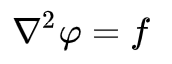 ∇²φ = f